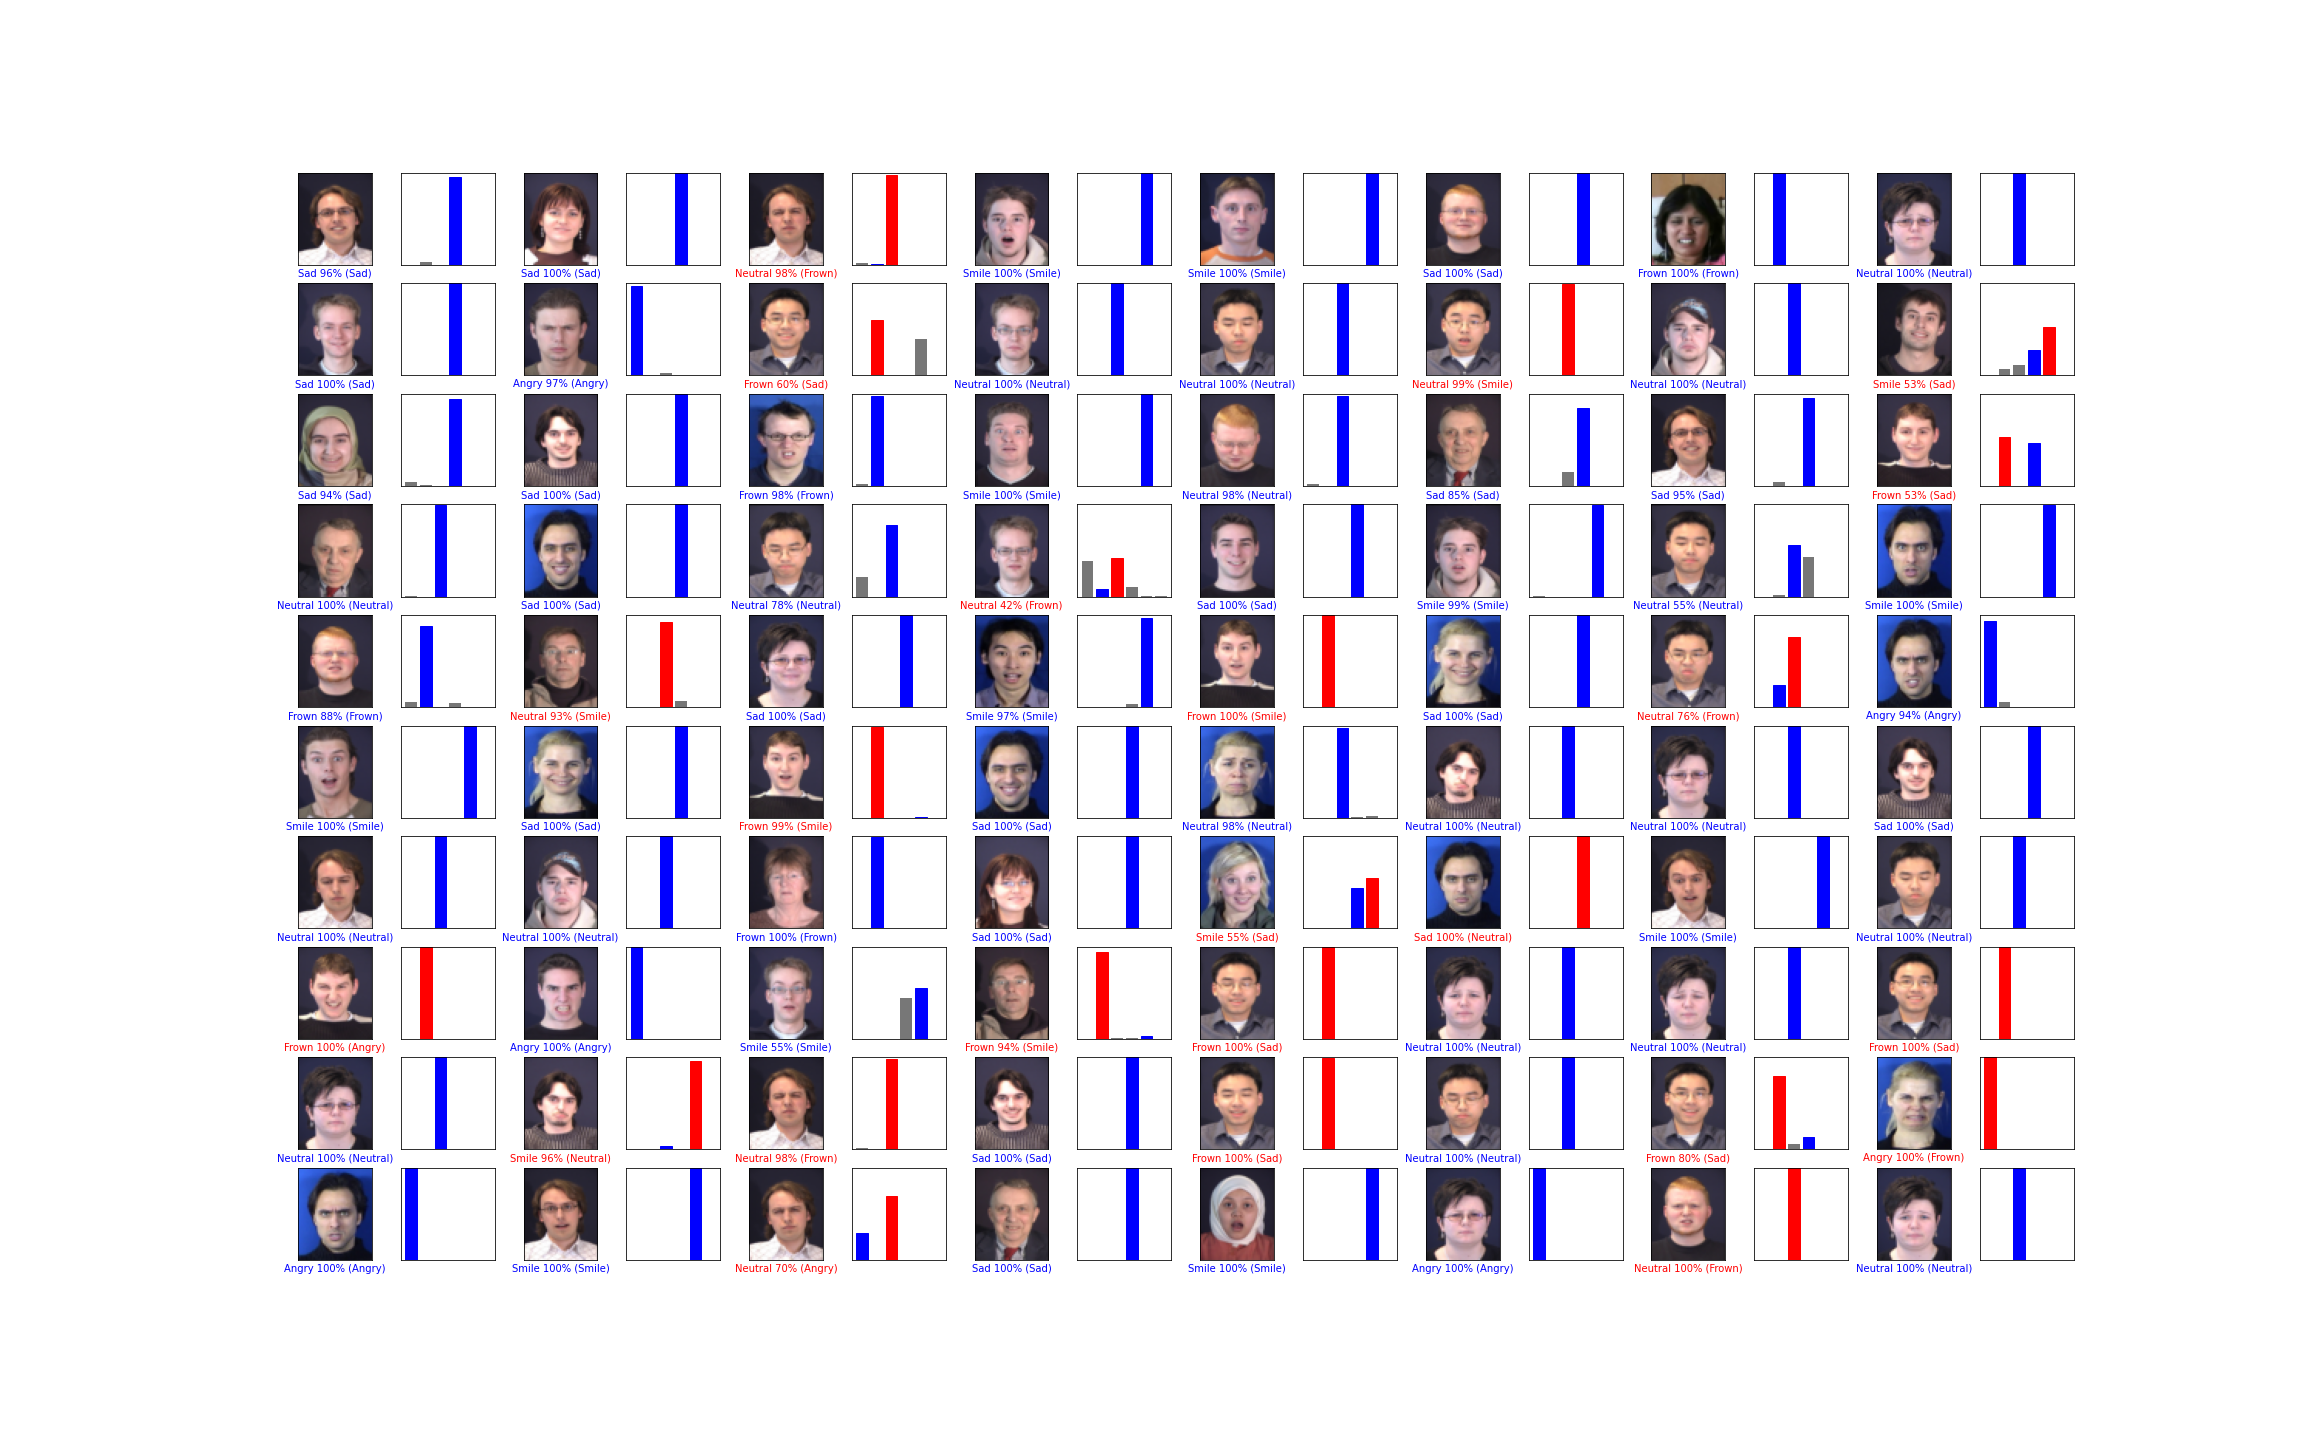 Sad 96% (Sad)
Sad 100% (Sad)
Neutral 98% (Frown)
Smile 100% (Smile)
Smile 100% (Smile)
Sad 100% (Sad)
Frown 100% (Frown)
Neutral 100% (Neutral)
Sad 100% (Sad)
Angry 97% (Angry)
Frown 60% (Sad)
Neutral 100% (Neutral)
Neutral 100% (Neutral)
Neutral 99% (Smile)
Neutral 100% (Neutral)
Smile 53% (Sad)
Sad 94% (Sad)
Sad 100% (Sad)
Frown 98% (Frown)
Smile 100% (Smile)
Neutral 98% (Neutral)
Sad 85% (Sad)
Sad 95% (Sad)
Frown 53% (Sad)
Neutral 100% (Neutral)
Sad 100% (Sad)
Neutral 78% (Neutral)
Neutral 42% (Frown)
Sad 100% (Sad)
Smile 99% (Smile)
Neutral 55% (Neutral)
Smile 100% (Smile)
Frown 88% (Frown)
Neutral 93% (Smile)
Sad 100% (Sad)
Smile 97% (Smile)
Frown 100% (Smile)
Sad 100% (Sad)
Neutral 76% (Frown)
Angry 94% (Angry)
Smile 100% (Smile)
Sad 100% (Sad)
Frown 99% (Smile)
Sad 100% (Sad)
Neutral 98% (Neutral)
Neutral 100% (Neutral)
Neutral 100% (Neutral)
Sad 100% (Sad)
Neutral 100% (Neutral)
Neutral 100% (Neutral)
Frown 100% (Frown)
Sad 100% (Sad)
Smile 55% (Sad)
Sad 100% (Neutral)
Smile 100% (Smile)
Neutral 100% (Neutral)
Frown 100% (Angry)
Angry 100% (Angry)
Smile 55% (Smile)
Frown 94% (Smile)
Frown 100% (Sad)
Neutral 100% (Neutral)
Neutral 100% (Neutral)
Frown 100% (Sad)
Neutral 100% (Neutral)
Smile 96% (Neutral)
Neutral 98% (Frown)
Sad 100% (Sad)
Frown 100% (Sad)
Neutral 100% (Neutral)
Frown 80% (Sad)
Angry 100% (Frown)
Angry 100% (Angry)
Smile 100% (Smile)
Neutral 70% (Angry)
Sad 100% (Sad)
Smile 100% (Smile)
Angry 100% (Angry)
Neutral 100% (Frown)
Neutral 100% (Neutral)